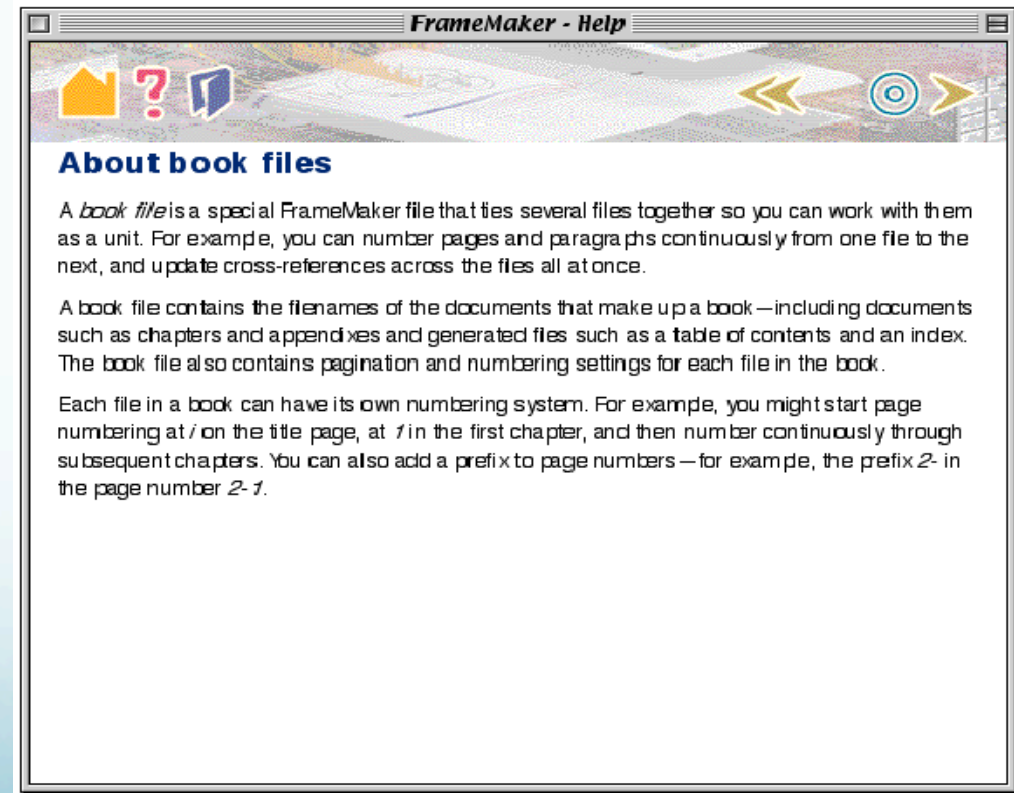 FrameMaker - Help
About book files
A book file is a special FrameMaker file that ties several files together so you can work with them
as a unit. For example, you can number pages and paragraphs continuously from one file to the
next, and update cross-references across the files all at once.
A book file contains the filenames of the documents that make up a book—including documents
such as chapters and appendixes and generated files such as a table of contents and an index.
The book file also contains pagination and numbering settings for each file in the book.
Each file in a book can have its own numbering system. For example, you might start page
numbering at i on the title page, at 1 in the first chapter, and then number continuously through
subsequent chapters. You can also add a prefix to page numbers—for example, the prefix 2- in
the page number 2-1.